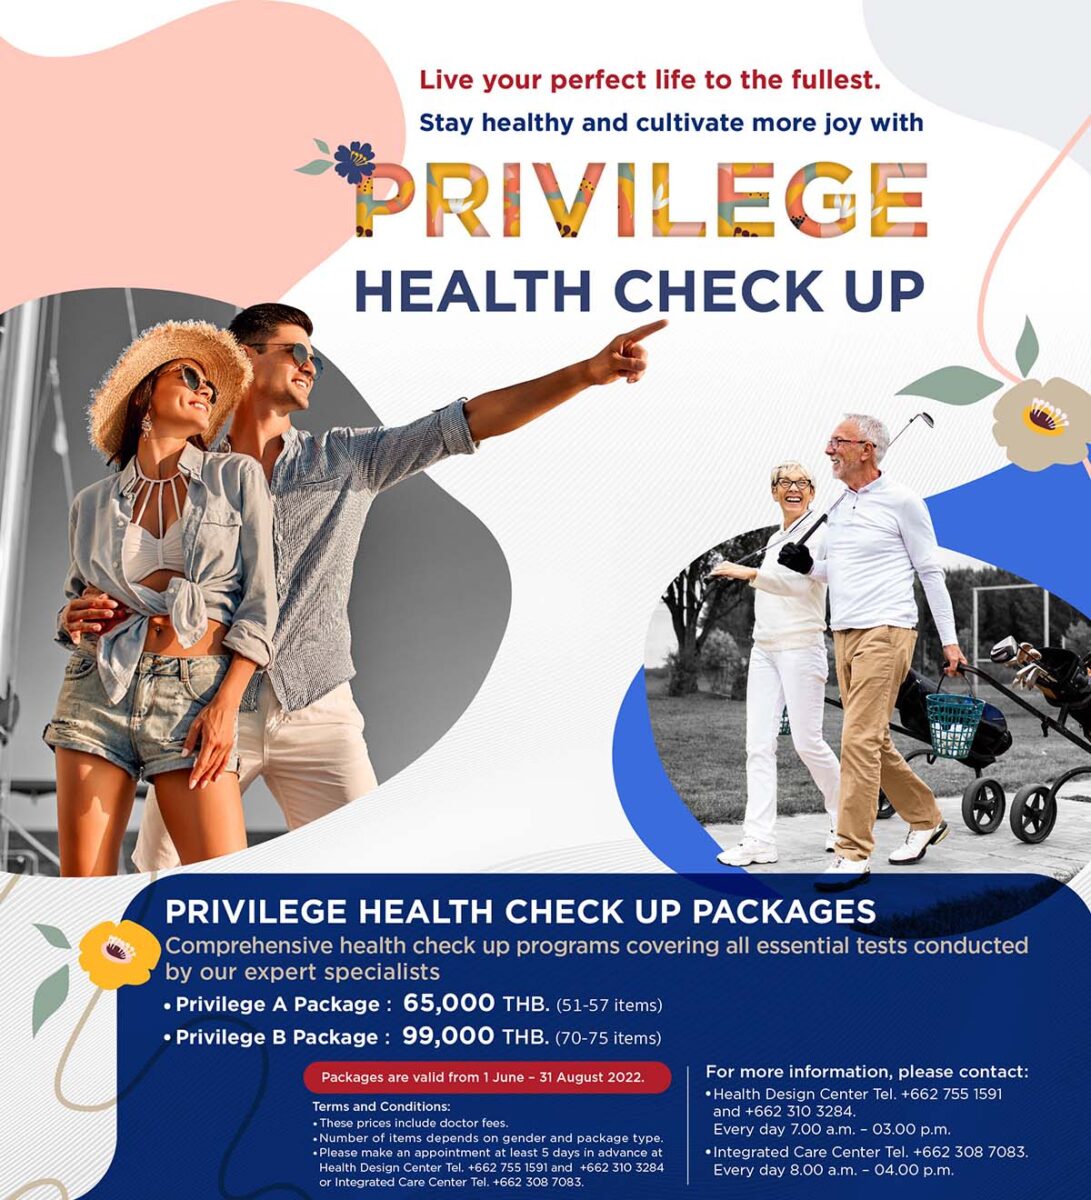 Live your perfect life to the fullest.
Stay healthy and cultivate more joy with
PRIVILEGE
HEALTH CHECK UP
PRIVILEGE HEALTH CHECK UP PACKAGES
Comprehensive health check up programs covering all essential tests conducted
by our expert specialists
• Privilege A Package : 65,000 THB. (51-57 items)
• Privilege B Package : 99,000 THB. (70-75 items)
Packages are valid from 1 June – 31 August 2022.
Terms and Conditions:
• These prices include doctor fees.
• Number of items depends on gender and package type.
• Please make an appointment at least 5 days in advance at
Health Design Center Tel. +662 755 1591 and +662 310 3284
or Integrated Care Center Tel. +662 308 7083.
For more information, please contact:
• Health Design Center Tel. +662 755 1591
and +662 310 3284.
Every day 7.00 a.m. – 03.00 p.m.
• Integrated Care Center Tel. +662 308 7083.
Every day 8.00 a.m. – 04.00 p.m.